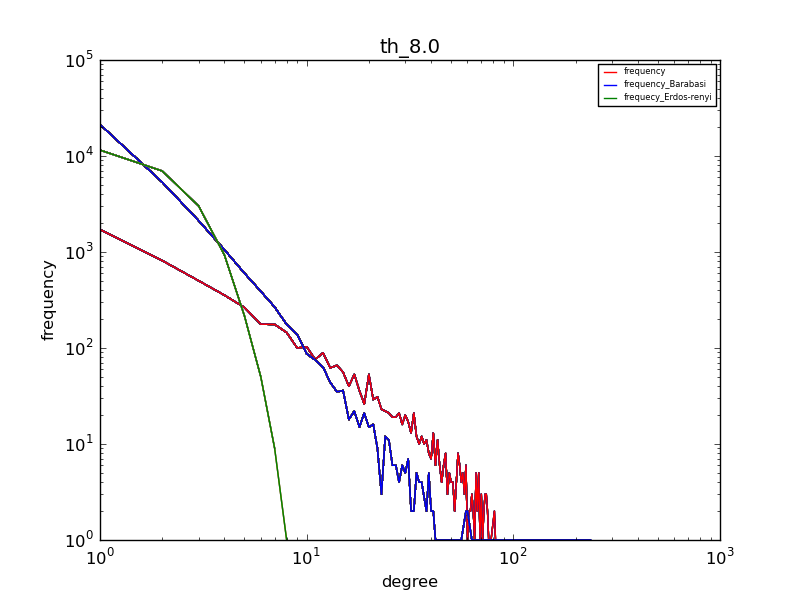 th_8.0
frequency
frequency_Barabasi
frequecy_Erdos-renyi
10^5
10^4
10^3
10^2
10^1
10^0
frequency
10^0
10^1
10^2
10^3
degree